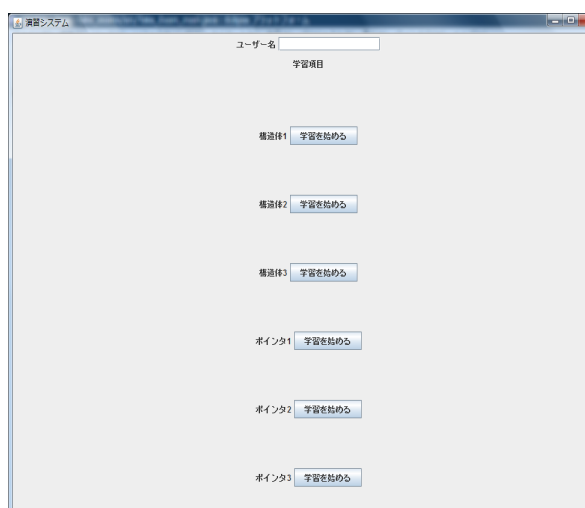 演習システム
ユーザー名
学習項目
構造体1 学習を始める
構造体2 学習を始める
構造体3 学習を始める
ポインタ1 学習を始める
ポインタ2 学習を始める
ポインタ3 学習を始める